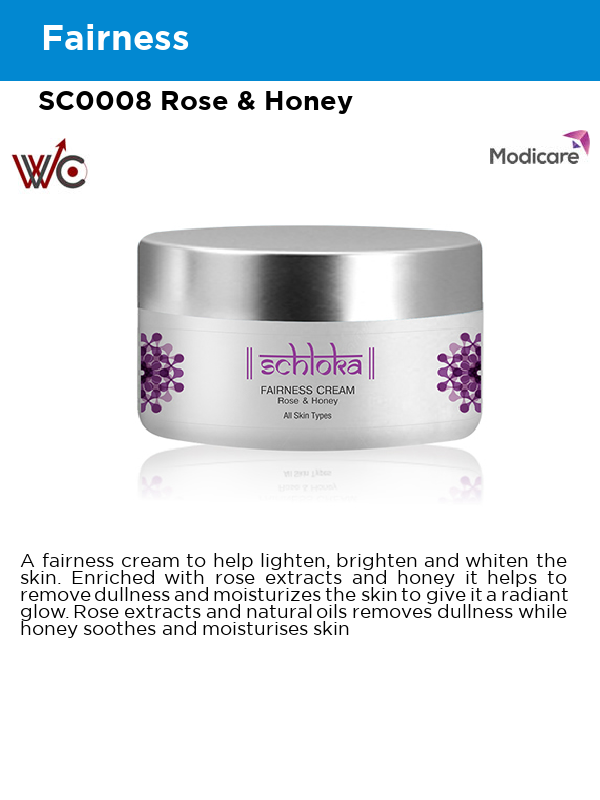 Fairness
SC0008 Rose & Honey
WC
Modicare
|| schloka ||
FAIRNESS CREAM
Rose & Honey
All Skin Types
A fairness cream to help lighten, brighten and whiten the
skin. Enriched with rose extracts and honey it helps to
remove dullness and moisturizes the skin to give it a radiant
glow. Rose extracts and natural oils removes dullness while
honey soothes and moisturises skin